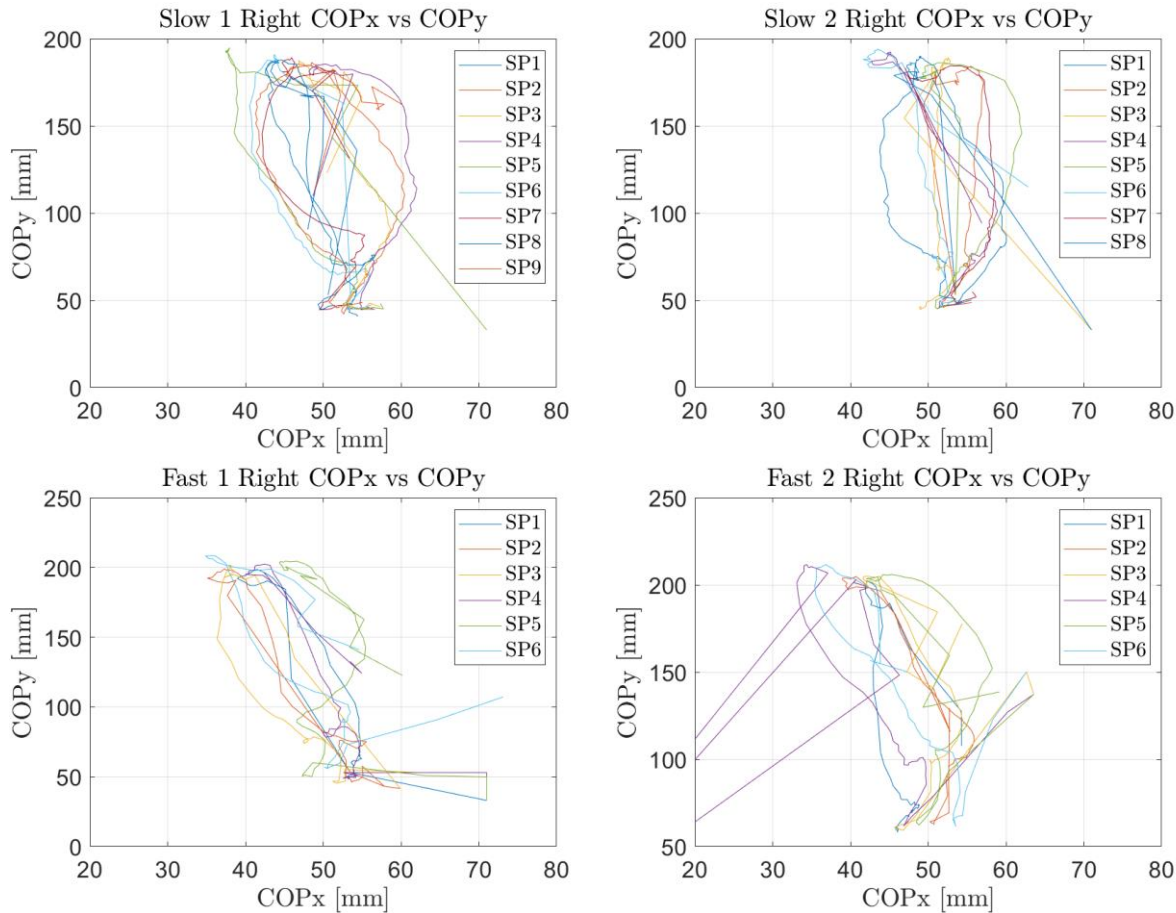 Slow 1 Right COPx vs COPy
200
150
100
50
0
COPy [mm]
20 30 40 50 60 70 80
COPx [mm]
SP1
SP2
SP3
SP4
SP5
SP6
SP7
SP8
SP9
Slow 2 Right COPx vs COPy
200
150
100
50
0
COPy [mm]
20 30 40 50 60 70 80
COPx [mm]
SP1
SP2
SP3
SP4
SP5
SP6
SP7
SP8
Fast 1 Right COPx vs COPy
250
200
150
100
50
0
COPy [mm]
20 30 40 50 60 70 80
COPx [mm]
SP1
SP2
SP3
SP4
SP5
SP6
Fast 2 Right COPx vs COPy
250
200
150
100
50
COPy [mm]
20 30 40 50 60 70 80
COPx [mm]
SP1
SP2
SP3
SP4
SP5
SP6